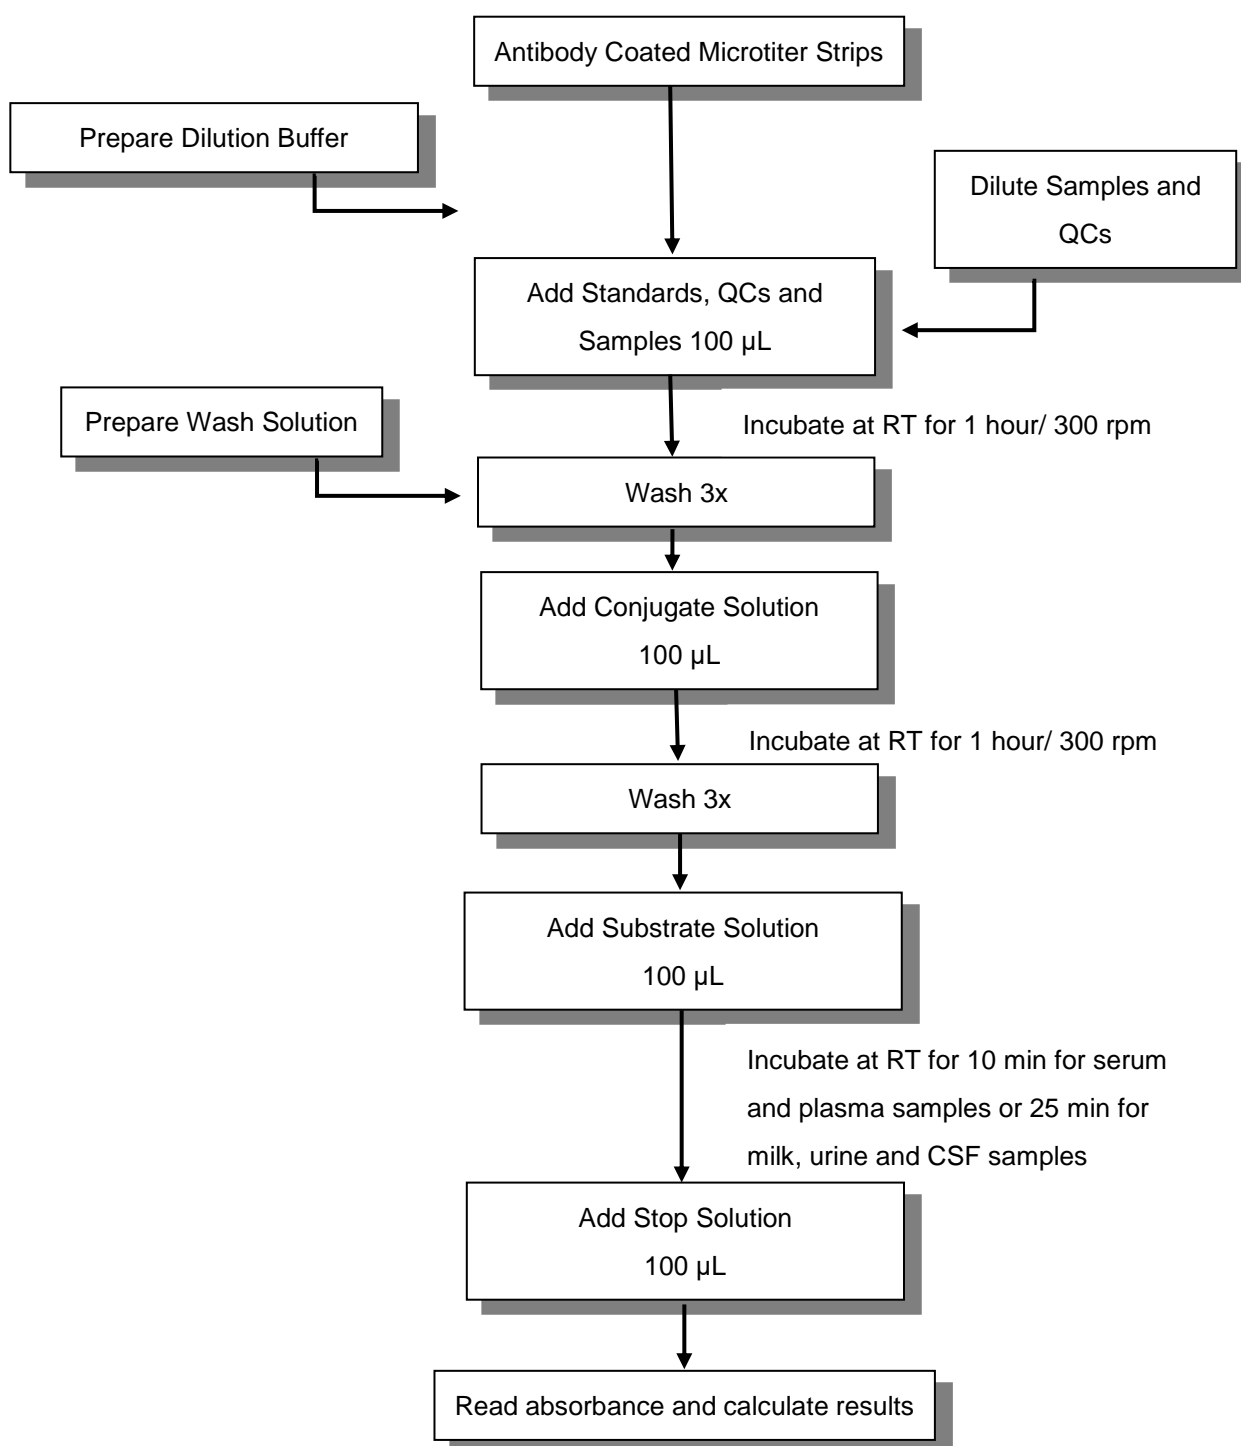 Antibody Coated Microtiter Strips
Prepare Dilution Buffer
Dilute Samples and
QCs
Add Standards, QCs and
Samples 100 µL
Incubate at RT for 1 hour/ 300 rpm
Prepare Wash Solution
Wash 3x
Add Conjugate Solution
100 µL
Incubate at RT for 1 hour/ 300 rpm
Wash 3x
Add Substrate Solution
100 µL
Incubate at RT for 10 min for serum
and plasma samples or 25 min for
milk, urine and CSF samples
Add Stop Solution
100 µL
Read absorbance and calculate results